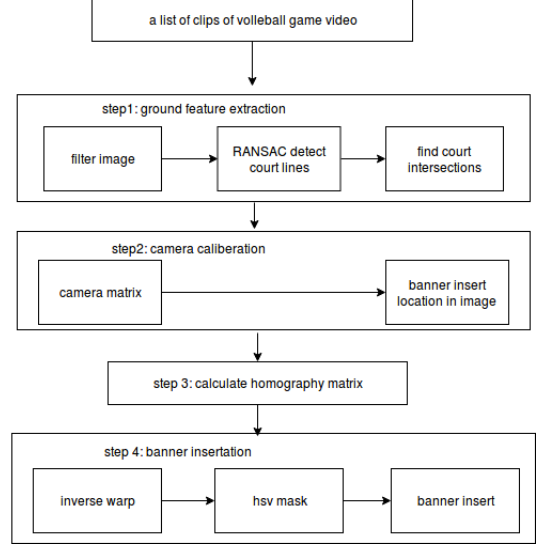 a list of clips of volleball game video
step1: ground feature extraction
filter image
RANSAC detect
court lines
find court
intersections
step2: camera caliberation
camera matrix
banner insert
location in image
step 3: calculate homography matrix
step 4: banner insertation
inverse warp
hsv mask
banner insert